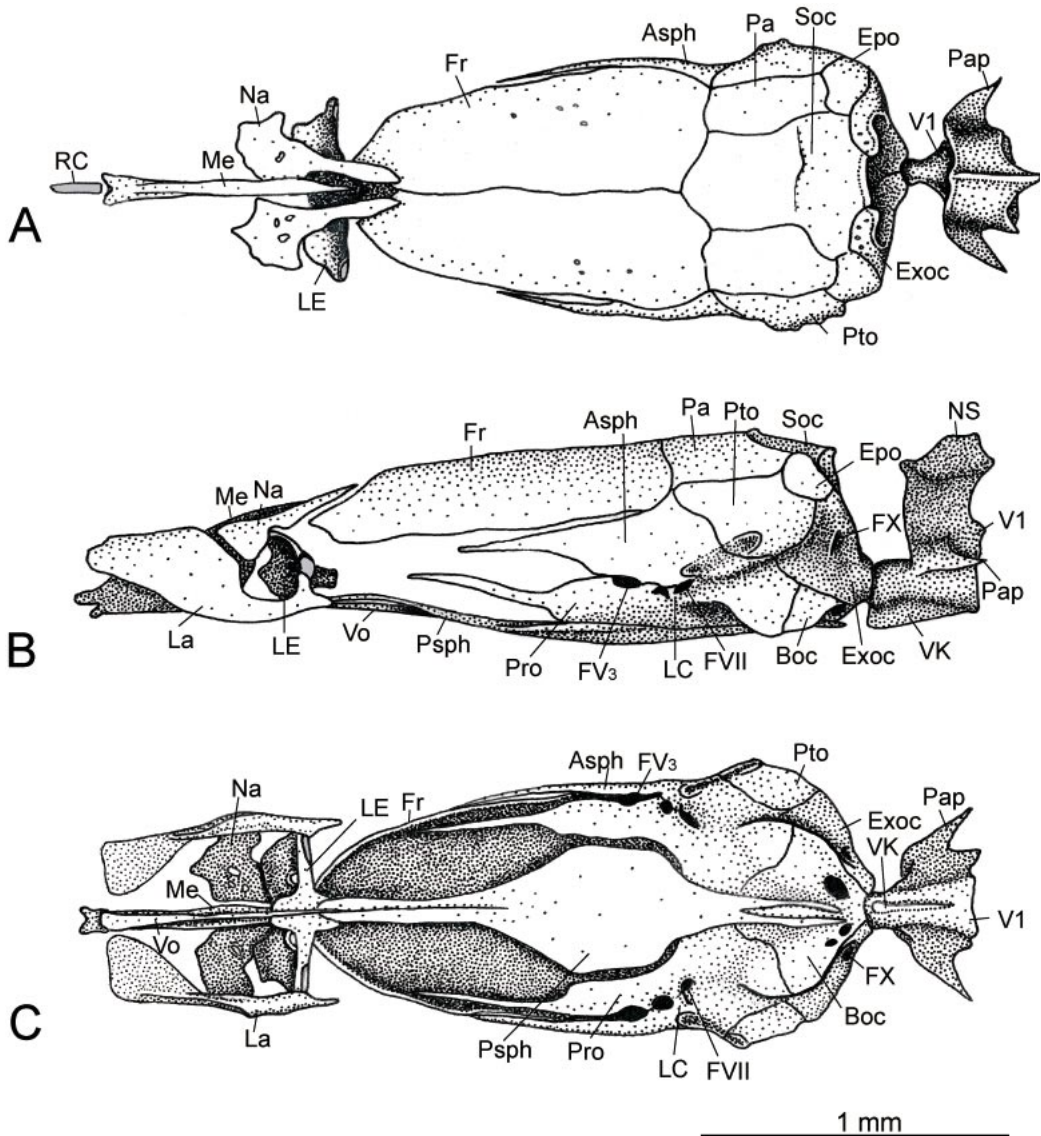 Soc
Pa
Asph
Epo
Fr
Pap
Na
V1
Me
RC
A
Exoc
LE
Pto
NS
Pa
Soc
Asph
Pto
Fr
Epo
Na
Me
FX
V1
Pap
La
LE
Vo
B
Psph
Pro
FV3
LC
FVII
Boc
Exoc
VK
Pto
Asph
FV3
Na
LE
Fr
Pap
Exoc
VK
Me
V1
Vo
FX
C
Boc
La
Psph
Pro
LC
FVII
1 mm